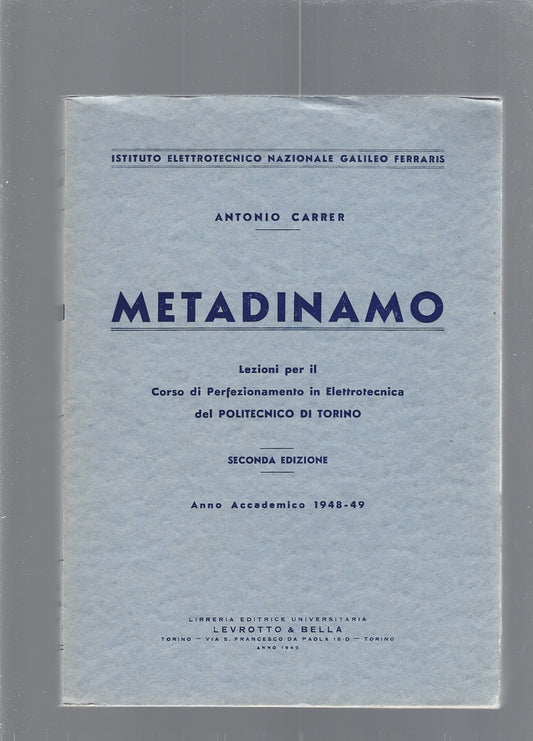 ISTITUTO ELETTROTECNICO NAZIONALE GALILEO FERRARIS
ANTONIO CARRER
METADINAMO
Lezioni per il
Corso di Perfezionamento in Elettrotecnica
del POLITECNICO DI TORINO
SECONDA EDIZIONE
Anno Accademico 1948-49
LIBRERIA EDITRICE UNIVERSITARIA
LEVROTTO & BELLA
TORINO — VIA S. FRANCESCO DA PAOLA 16-D — TORINO
ANNO